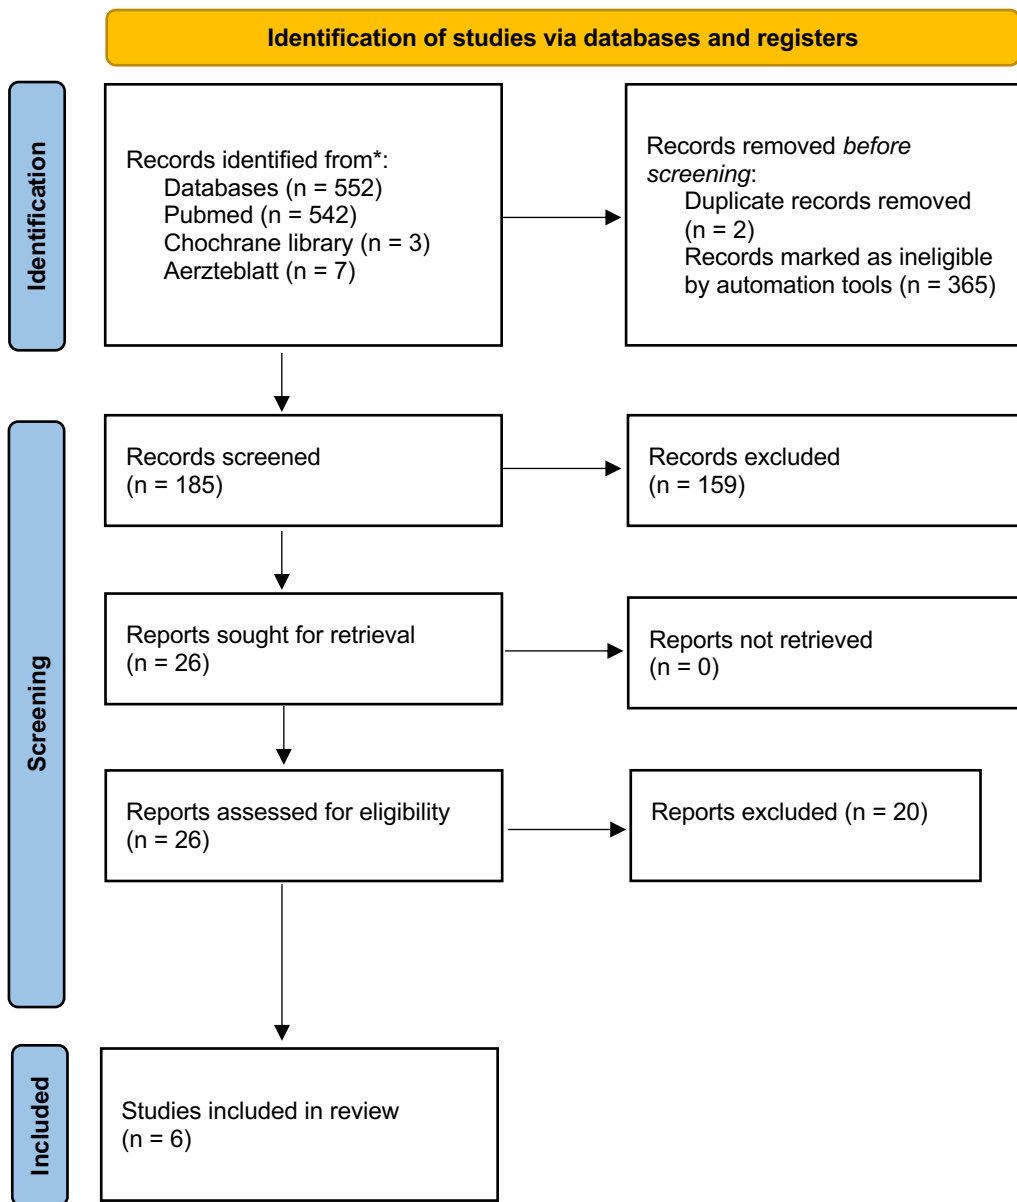 Identification of studies via databases and registers
Identification
Records identified from*:
Databases (n = 552)
Pubmed (n = 542)
Chochrane library (n = 3)
Aerzteblatt (n = 7)
Records removed before
screening:
Duplicate records removed
(n = 2)
Records marked as ineligible
by automation tools (n = 365)
Screening
Records screened
(n = 185)
Records excluded
(n = 159)
Reports sought for retrieval
(n = 26)
Reports not retrieved
(n = 0)
Reports assessed for eligibility
(n = 26)
Reports excluded (n = 20)
Included
Studies included in review
(n = 6)